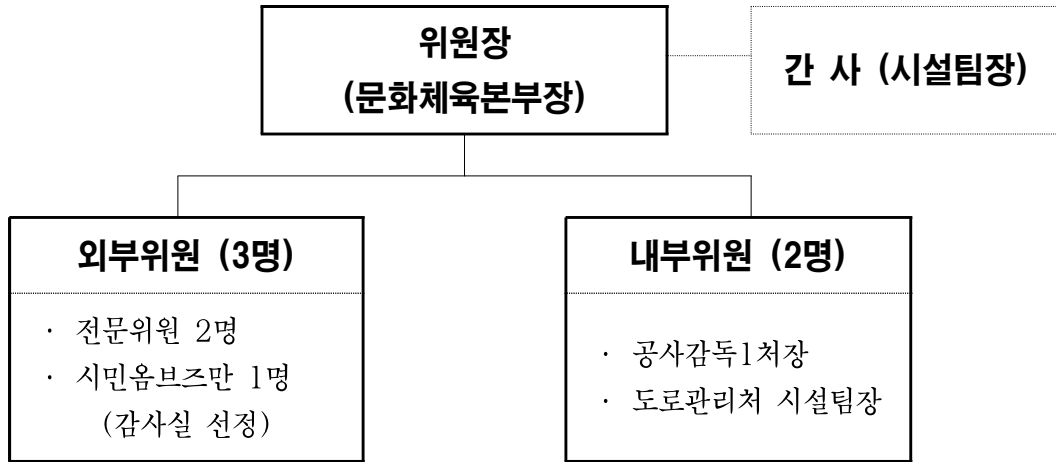 위원장
(문화체육본부장)
간 사 (시설팀장)
외부위원 (3명)
· 전문위원 2명
· 시민옴브즈만 1명
(감사실 선정)
내부위원 (2명)
· 공사감독1처장
· 도로관리처 시설팀장